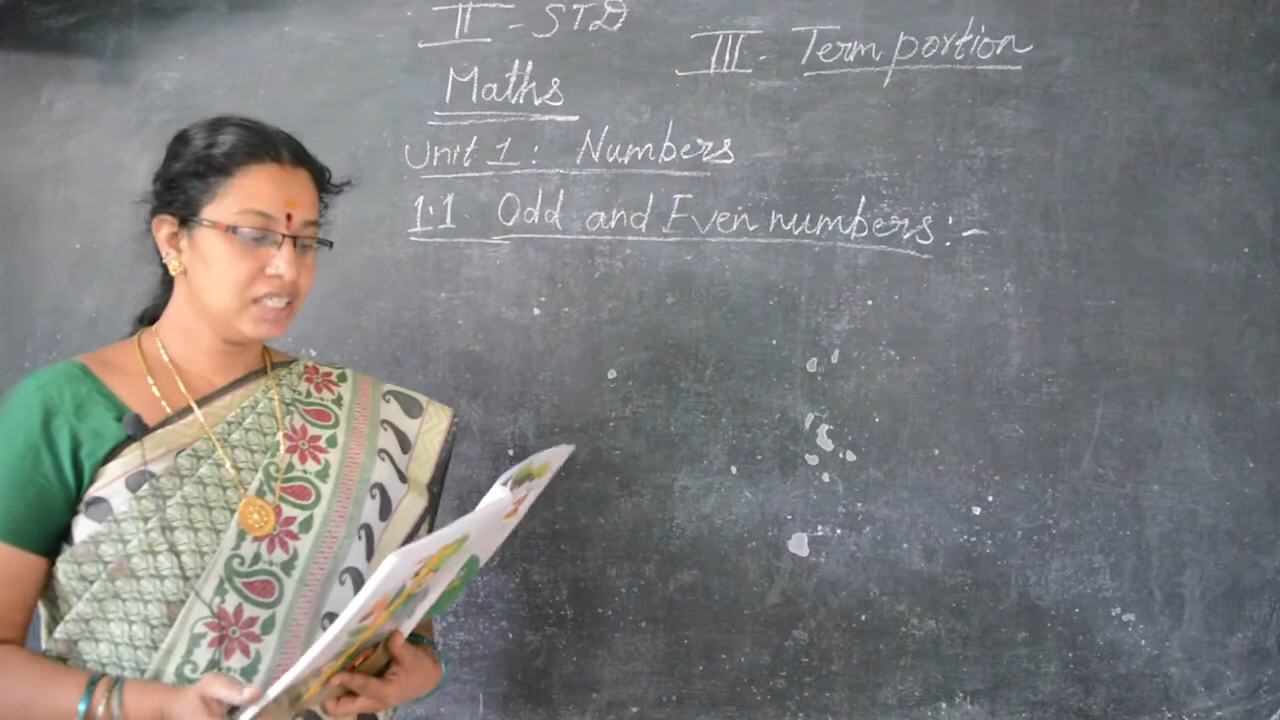 II - STD
III - Term portion
Maths
Unit 1 : Numbers
1.1. Odd and Even numbers :-